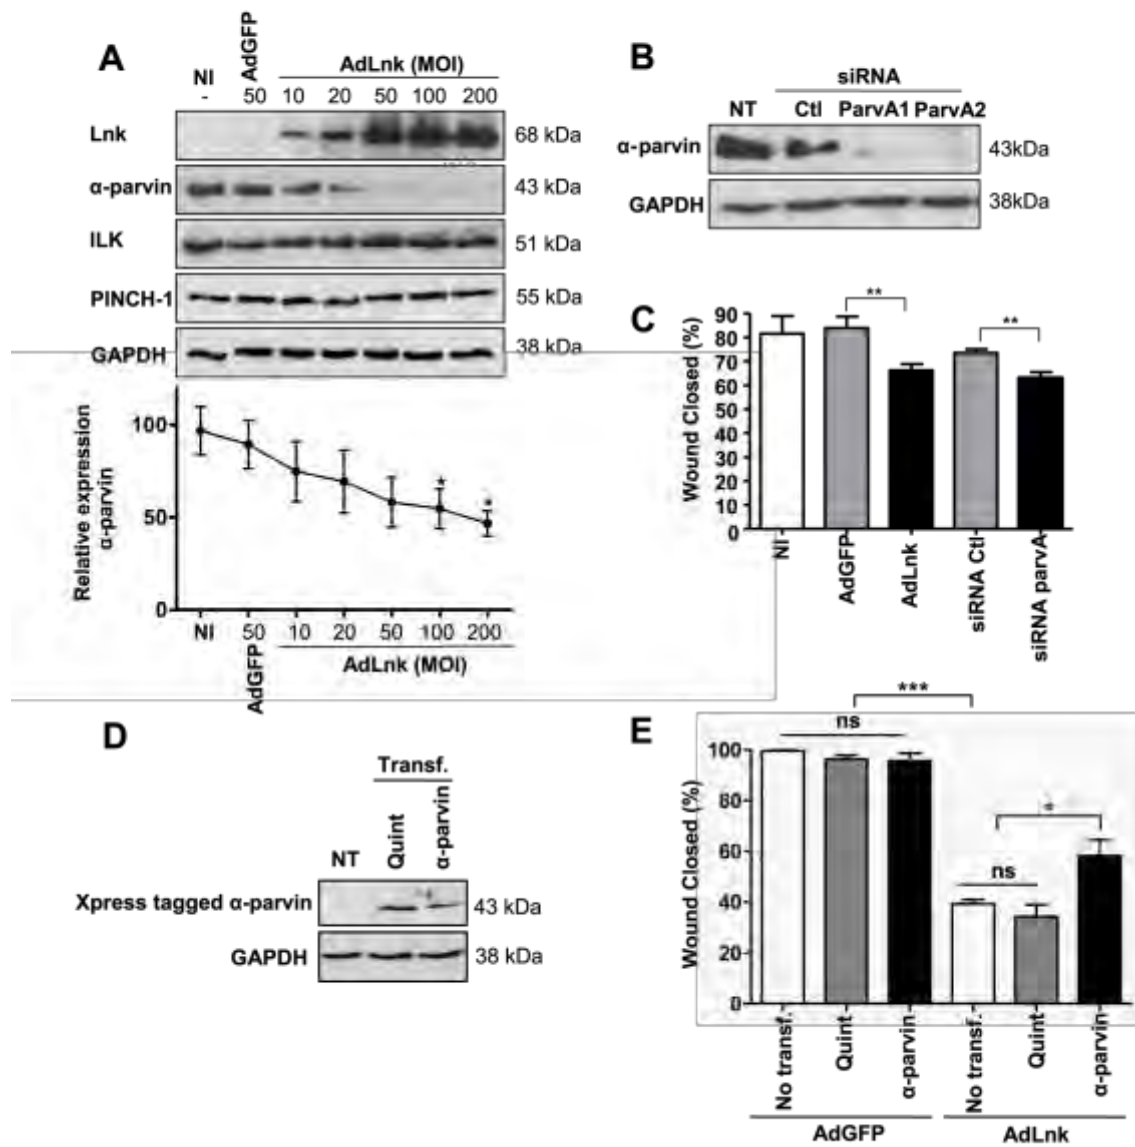 A
NI
AdGFP
AdLnk (MOI)
- 50 10 20 50 100 200
Lnk 68 kDa
α-parvin 43 kDa
ILK 51 kDa
PINCH-1 55 kDa
GAPDH 38 kDa
Relative expression
α-parvin
100
50
0
* *
NI 50 10 20 50 100 200
AdGFP
AdLnk (MOI)
B
siRNA
NT Ctl ParvA1 ParvA2
α-parvin 43kDa
GAPDH 38kDa
C
Wound Closed (%)
90
80
70
60
50
40
30
20
10
0
** **
NI AdGFP AdLnk siRNA Ctl siRNA parvA
D
Transf.
NT Quint α-parvin
Xpress tagged α-parvin 43 kDa
GAPDH 38 kDa
E
***
ns
*
ns
Wound Closed (%)
100
80
60
40
20
0
No transf. Quint α-parvin No transf. Quint α-parvin
AdGFP AdLnk